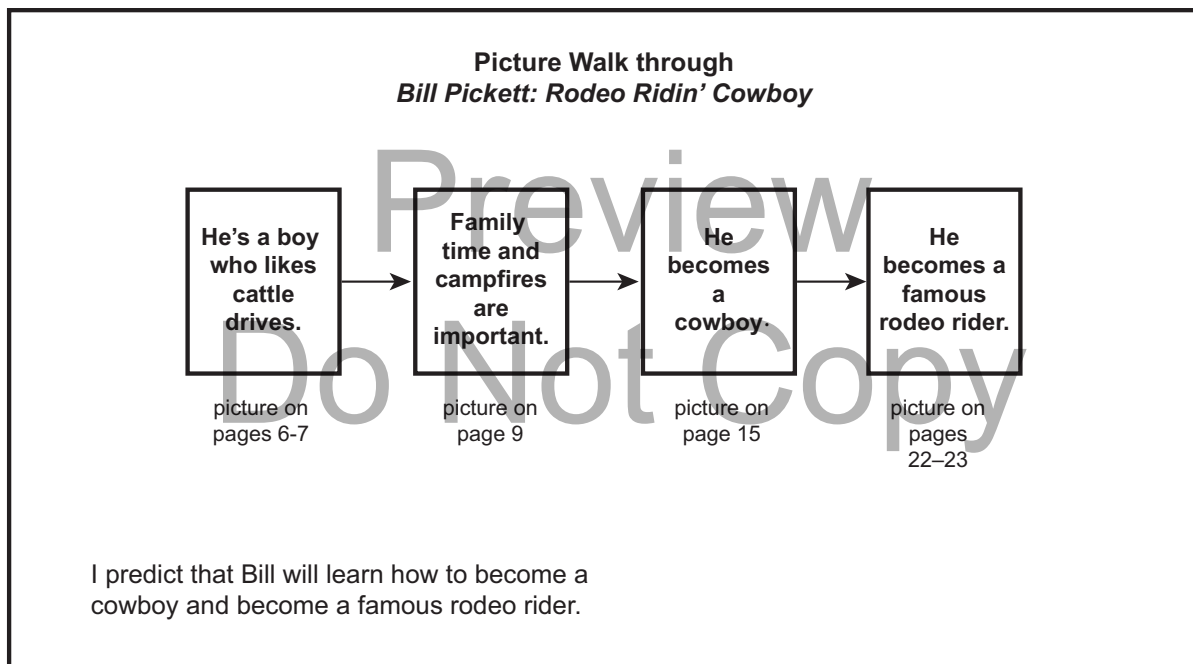 Picture Walk through
Bill Pickett: Rodeo Ridin’ Cowboy
Preview
Do Not Copy
He’s a boy
who likes
cattle
drives.
Family
time and
campfires
are
important.
He
becomes
a
cowboy.
He
becomes a
famous
rodeo rider.
picture on
pages 6-7
picture on
page 9
picture on
page 15
picture on
pages
22–23
I predict that Bill will learn how to become a
cowboy and become a famous rodeo rider.